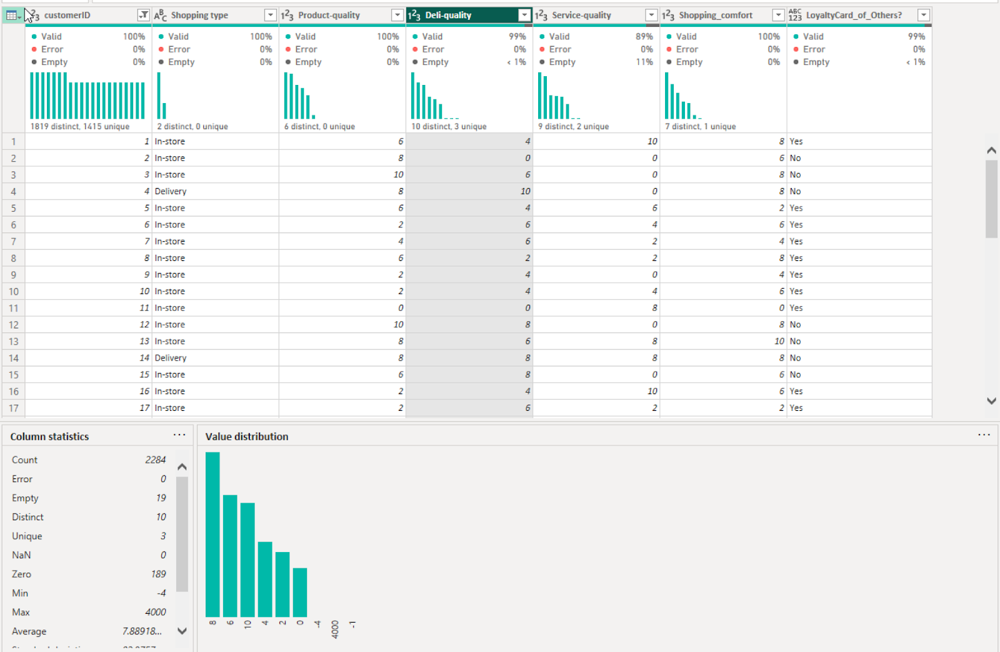 1²3 customerID ABC Shopping type 1²3 Product-quality 1²3 Deli-quality 1²3 Service-quality 1²3 Shopping_comfort ABC 123 LoyaltyCard_of_Others?
Valid 100% Valid 100% Valid 100% Valid 99% Valid 89% Valid 100% Valid 99%
Error 0% Error 0% Error 0% Error 0% Error 0% Error 0% Error 0%
Empty 0% Empty 0% Empty 0% Empty < 1% Empty 11% Empty 0% Empty < 1%
1819 distinct, 1415 unique 2 distinct, 0 unique 6 distinct, 0 unique 10 distinct, 3 unique 9 distinct, 2 unique 7 distinct, 1 unique
1 1 In-store 6 4 10 8 Yes
2 2 In-store 8 0 0 6 No
3 3 In-store 10 6 0 8 No
4 4 Delivery 8 10 0 8 No
5 5 In-store 6 4 6 2 Yes
6 6 In-store 2 6 4 6 Yes
7 7 In-store 4 6 2 4 Yes
8 8 In-store 6 2 2 8 Yes
9 9 In-store 2 4 0 4 Yes
10 10 In-store 2 4 4 6 Yes
11 11 In-store 0 0 8 0 Yes
12 12 In-store 10 8 0 8 No
13 13 In-store 8 6 8 10 No
14 14 Delivery 8 8 8 8 No
15 15 In-store 6 8 0 6 No
16 16 In-store 2 4 10 6 Yes
17 17 In-store 2 6 2 2 Yes
Column statistics ...
Count 2284
Error 0
Empty 19
Distinct 10
Unique 3
NaN 0
Zero 189
Min -4
Max 4000
Average 7.88918...
Value distribution ...
8 6 10 4 2 0 -4 4000 -1